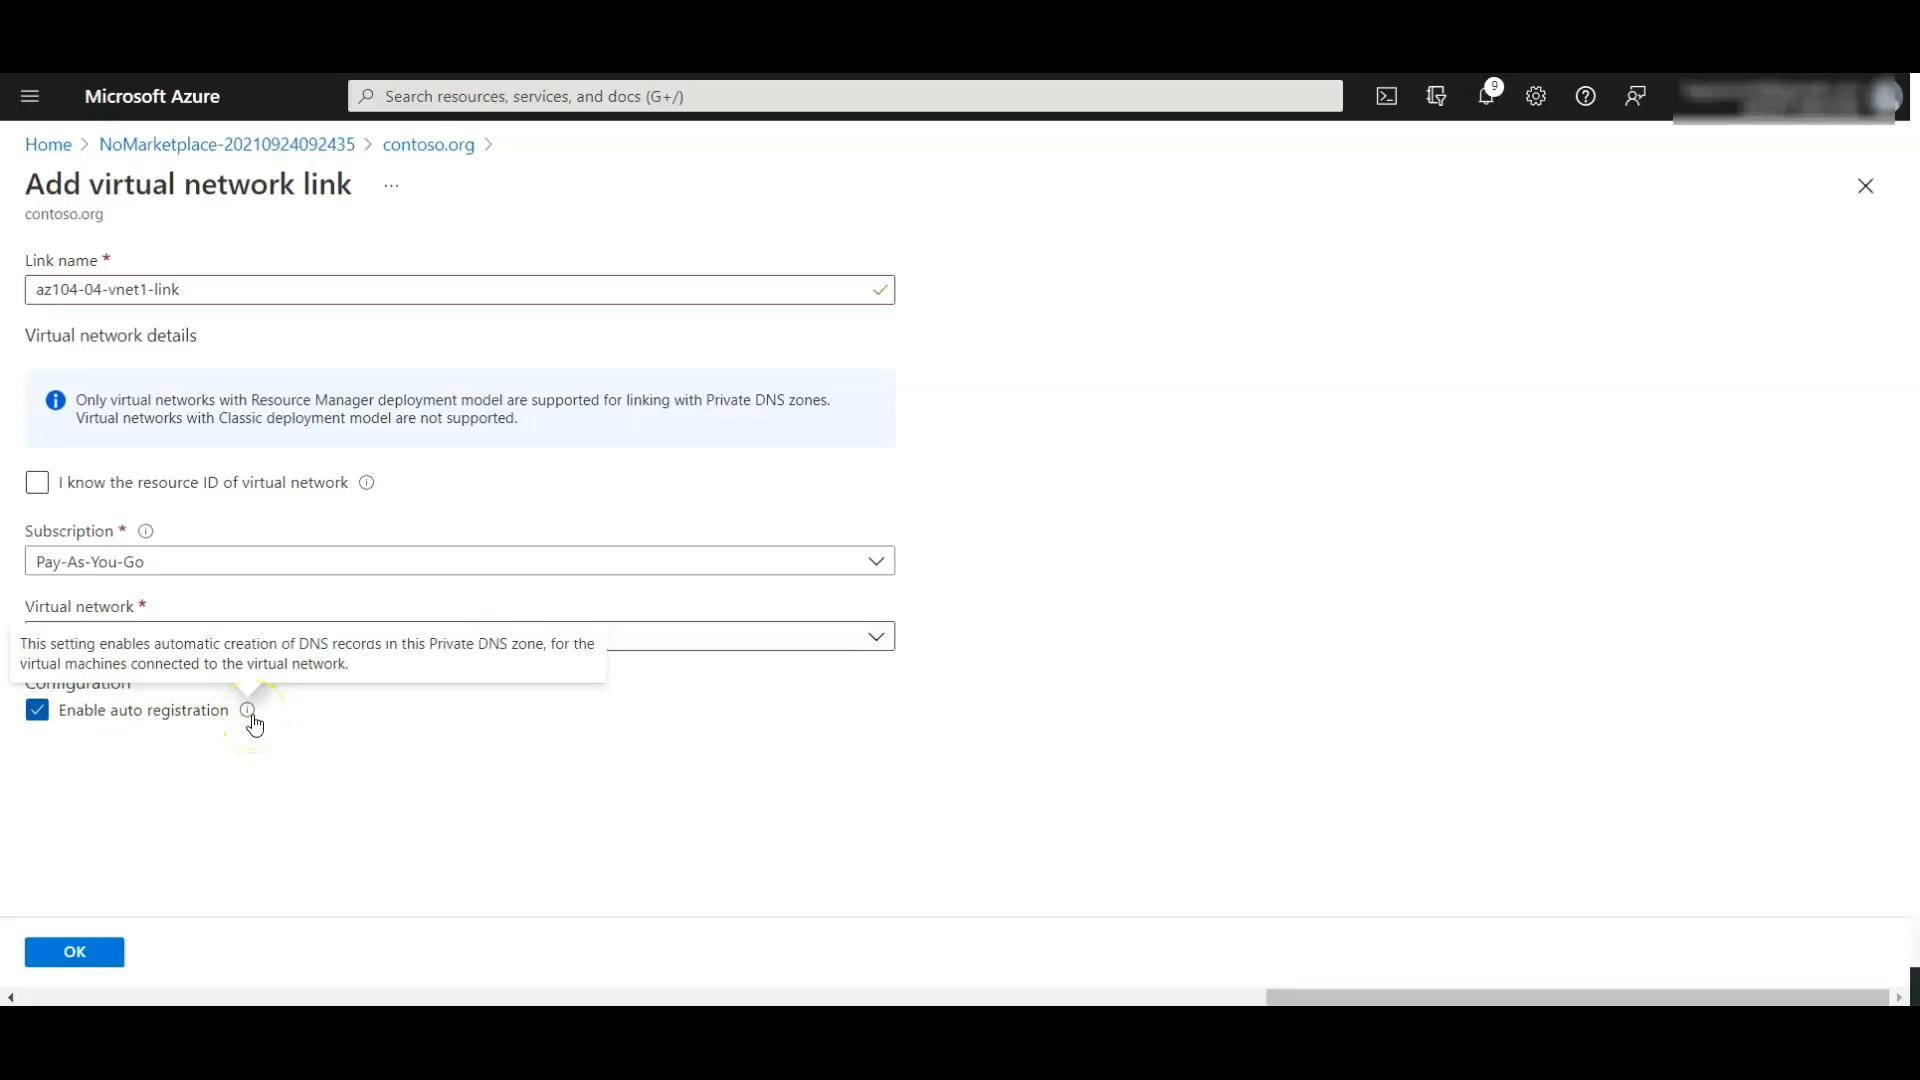 Microsoft Azure
Search resources, services, and docs (G+/)
9
Home > NoMarketplace-20210924092435 > contoso.org >
Add virtual network link ...
contoso.org
Link name *
az104-04-vnet1-link
Virtual network details
Only virtual networks with Resource Manager deployment model are supported for linking with Private DNS zones.
Virtual networks with Classic deployment model are not supported.
I know the resource ID of virtual network
Subscription *
Pay-As-You-Go
Virtual network *
This setting enables automatic creation of DNS records in this Private DNS zone, for the
virtual machines connected to the virtual network.
Configuration
Enable auto registration
OK